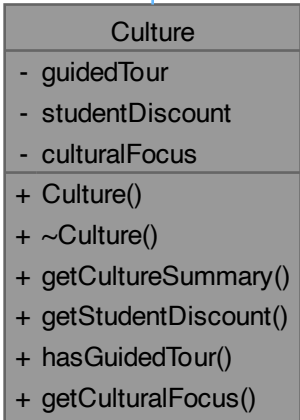 Culture
- guidedTour
- studentDiscount
- culturalFocus
+ Culture()
+ ~Culture()
+ getCultureSummary()
+ getStudentDiscount()
+ hasGuidedTour()
+ getCulturalFocus()